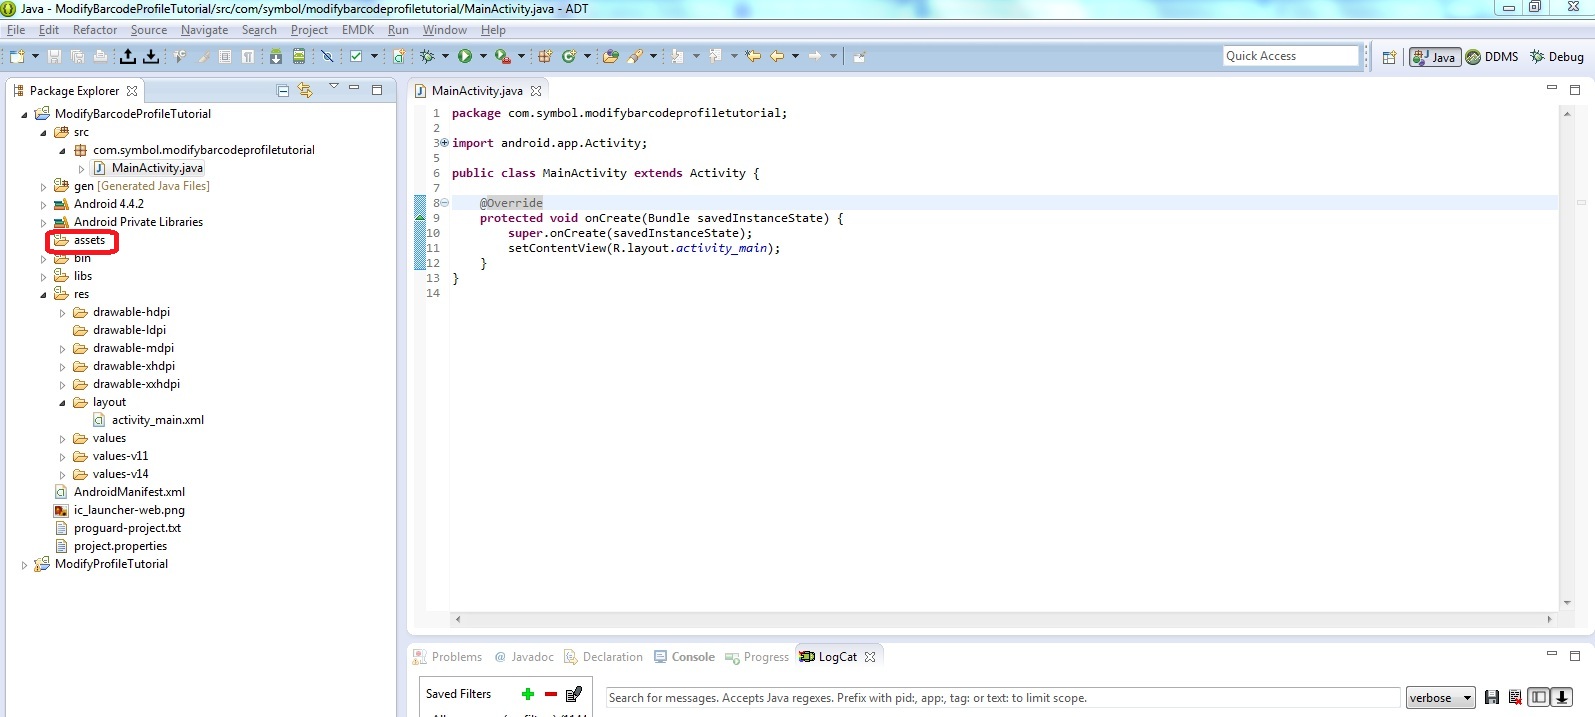 Java - ModifyBarcodeProfileTutorial/src/com/symbol/modifybarcodeprofiletutorial/MainActivity.java - ADT
File Edit Refactor Source Navigate Search Project EMDK Run Window Help
Quick Access Java DDMS Debug
Package Explorer
ModifyBarcodeProfileTutorial
src
com.symbol.modifybarcodeprofiletutorial
MainActivity.java
gen [Generated Java Files]
Android 4.4.2
Android Private Libraries
assets
bin
libs
res
drawable-hdpi
drawable-ldpi
drawable-mdpi
drawable-xhdpi
drawable-xxhdpi
layout
activity_main.xml
values
values-v11
values-v14
AndroidManifest.xml
ic_launcher-web.png
proguard-project.txt
project.properties
ModifyProfileTutorial
MainActivity.java
1 package com.symbol.modifybarcodeprofiletutorial;
2
3 import android.app.Activity;
5
6 public class MainActivity extends Activity {
7
8 @Override
9 protected void onCreate(Bundle savedInstanceState) {
10 super.onCreate(savedInstanceState);
11 setContentView(R.layout.activity_main);
12 }
13 }
14
Problems @ Javadoc Declaration Console Progress LogCat
Saved Filters
Search for messages. Accepts Java regexes. Prefix with pid:, app:, tag: or text: to limit scope.
verbose